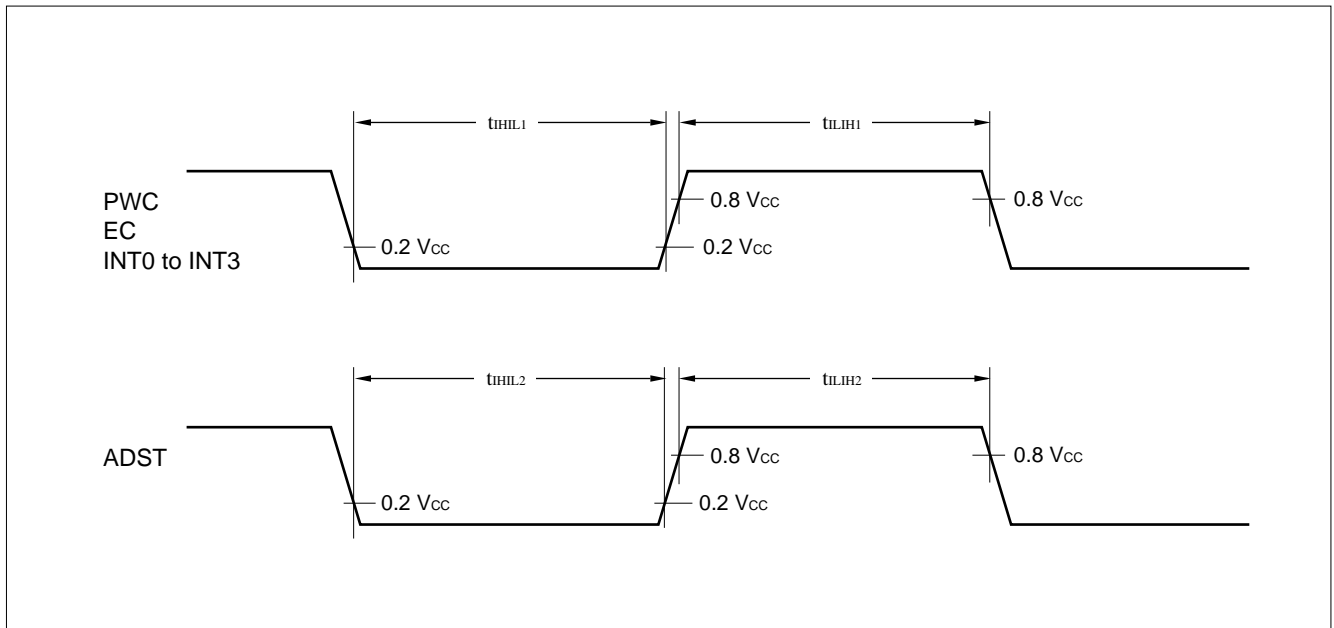 tIHIL1
tILIH1
PWC
EC
INT0 to INT3
0.8 VCC
0.8 VCC
0.2 VCC
0.2 VCC
tIHIL2
tILIH2
ADST
0.8 VCC
0.8 VCC
0.2 VCC
0.2 VCC